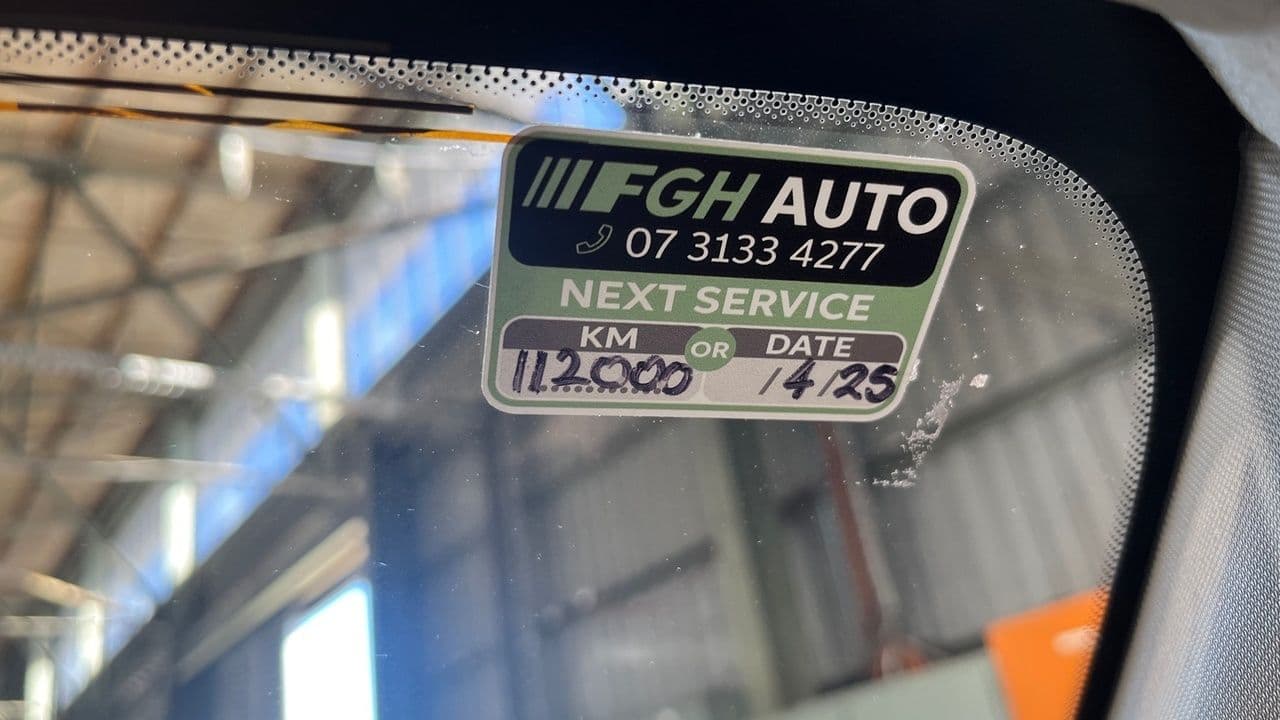 FGH AUTO
07 3133 4277
NEXT SERVICE
KM OR DATE
112000 /4/25